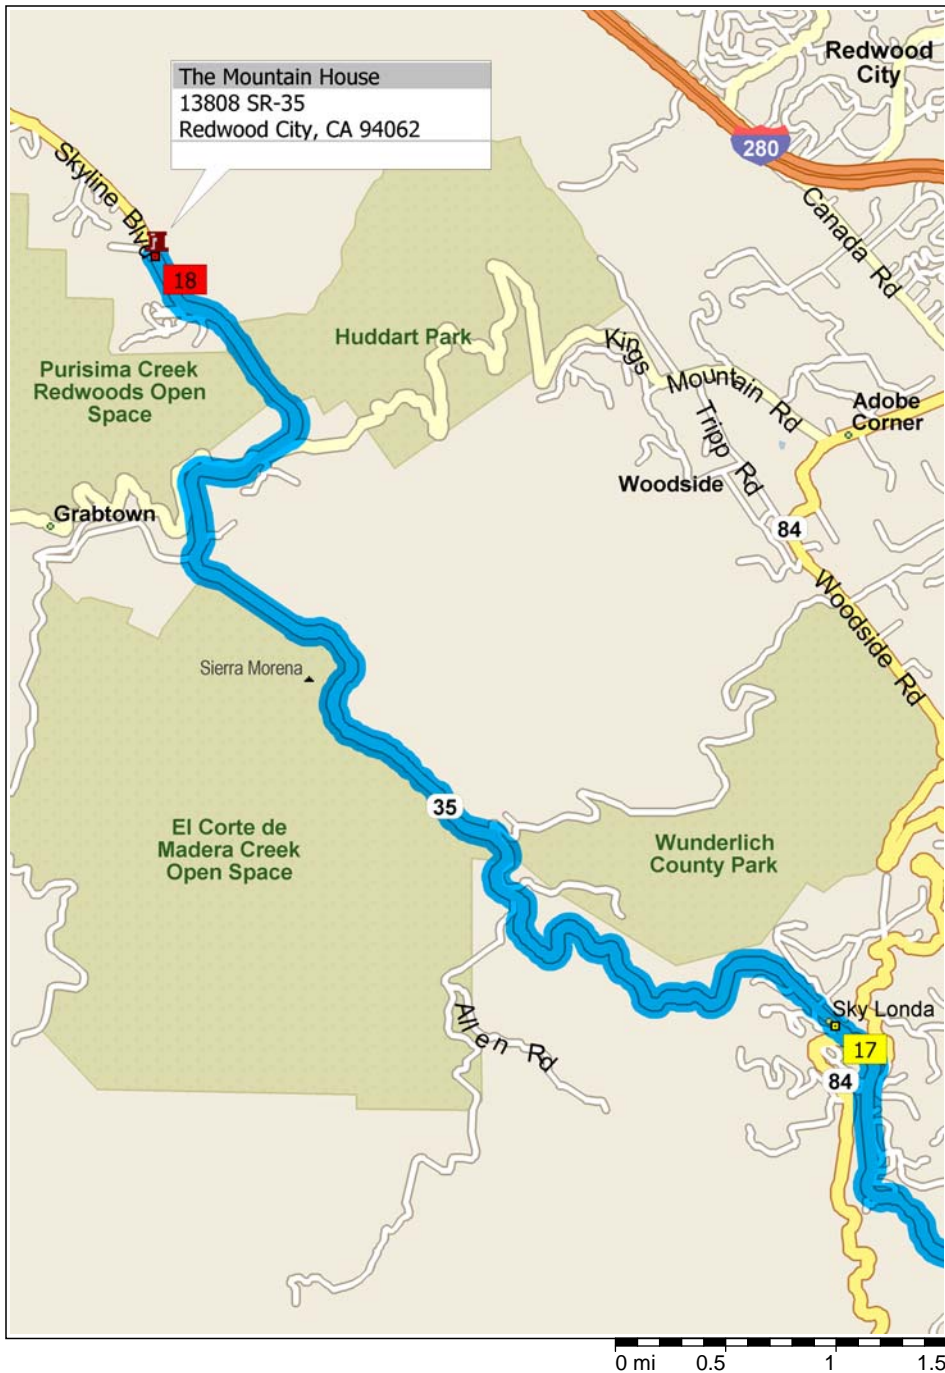 Redwood
City
The Mountain House
13808 SR-35
Redwood City, CA 94062
280
Skyline Blvd
Canada Rd
18
Huddart Park
Kings Mountain Rd
Purisima Creek
Redwoods Open
Space
Adobe
Corner
Tripp Rd
Woodside
Grabtown
84
Woodside Rd
Sierra Morena
35
El Corte de
Madera Creek
Open Space
Wunderlich
County Park
Allen Rd
Sky Londa
17
84
0 mi 0.5 1 1.5